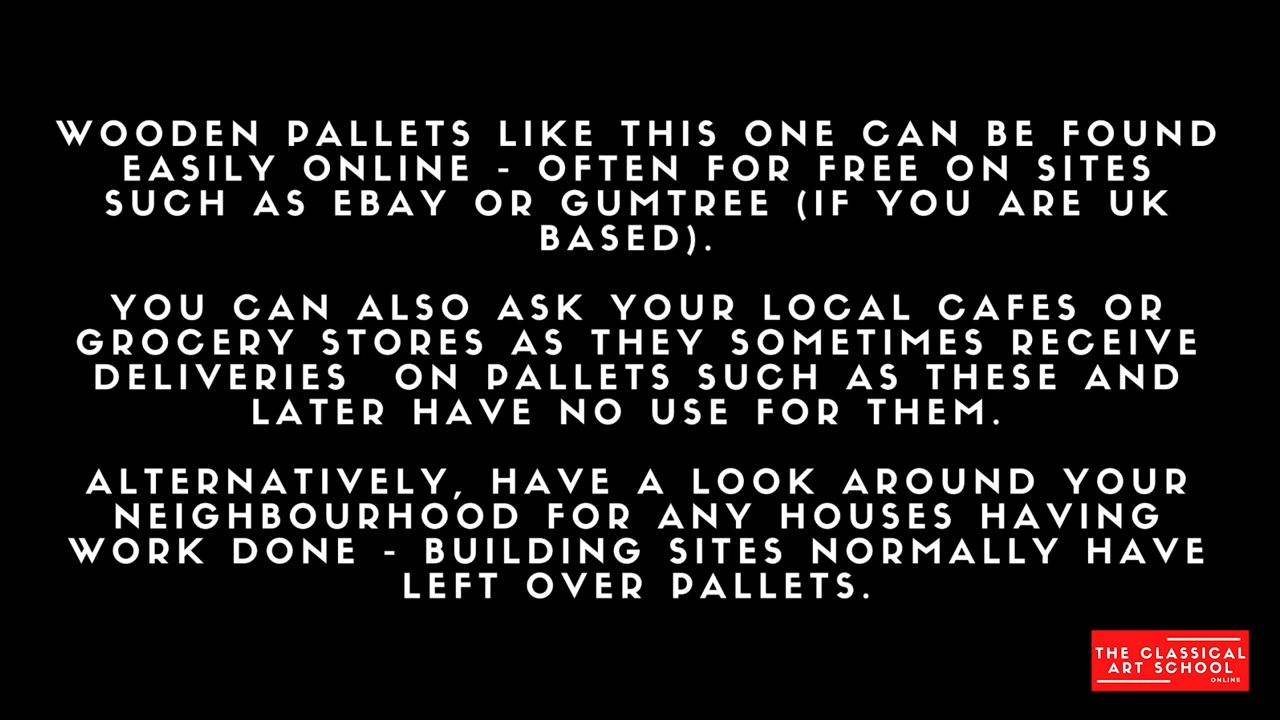 WOODEN PALLETS LIKE THIS ONE CAN BE FOUND
EASILY ONLINE - OFTEN FOR FREE ON SITES
SUCH AS EBAY OR GUMTREE (IF YOU ARE UK
BASED).
YOU CAN ALSO ASK YOUR LOCAL CAFES OR
GROCERY STORES AS THEY SOMETIMES RECEIVE
DELIVERIES ON PALLETS SUCH AS THESE AND
LATER HAVE NO USE FOR THEM.
ALTERNATIVELY, HAVE A LOOK AROUND YOUR
NEIGHBOURHOOD FOR ANY HOUSES HAVING
WORK DONE - BUILDING SITES NORMALLY HAVE
LEFT OVER PALLETS.
THE CLASSICAL
ART SCHOOL
ONLINE